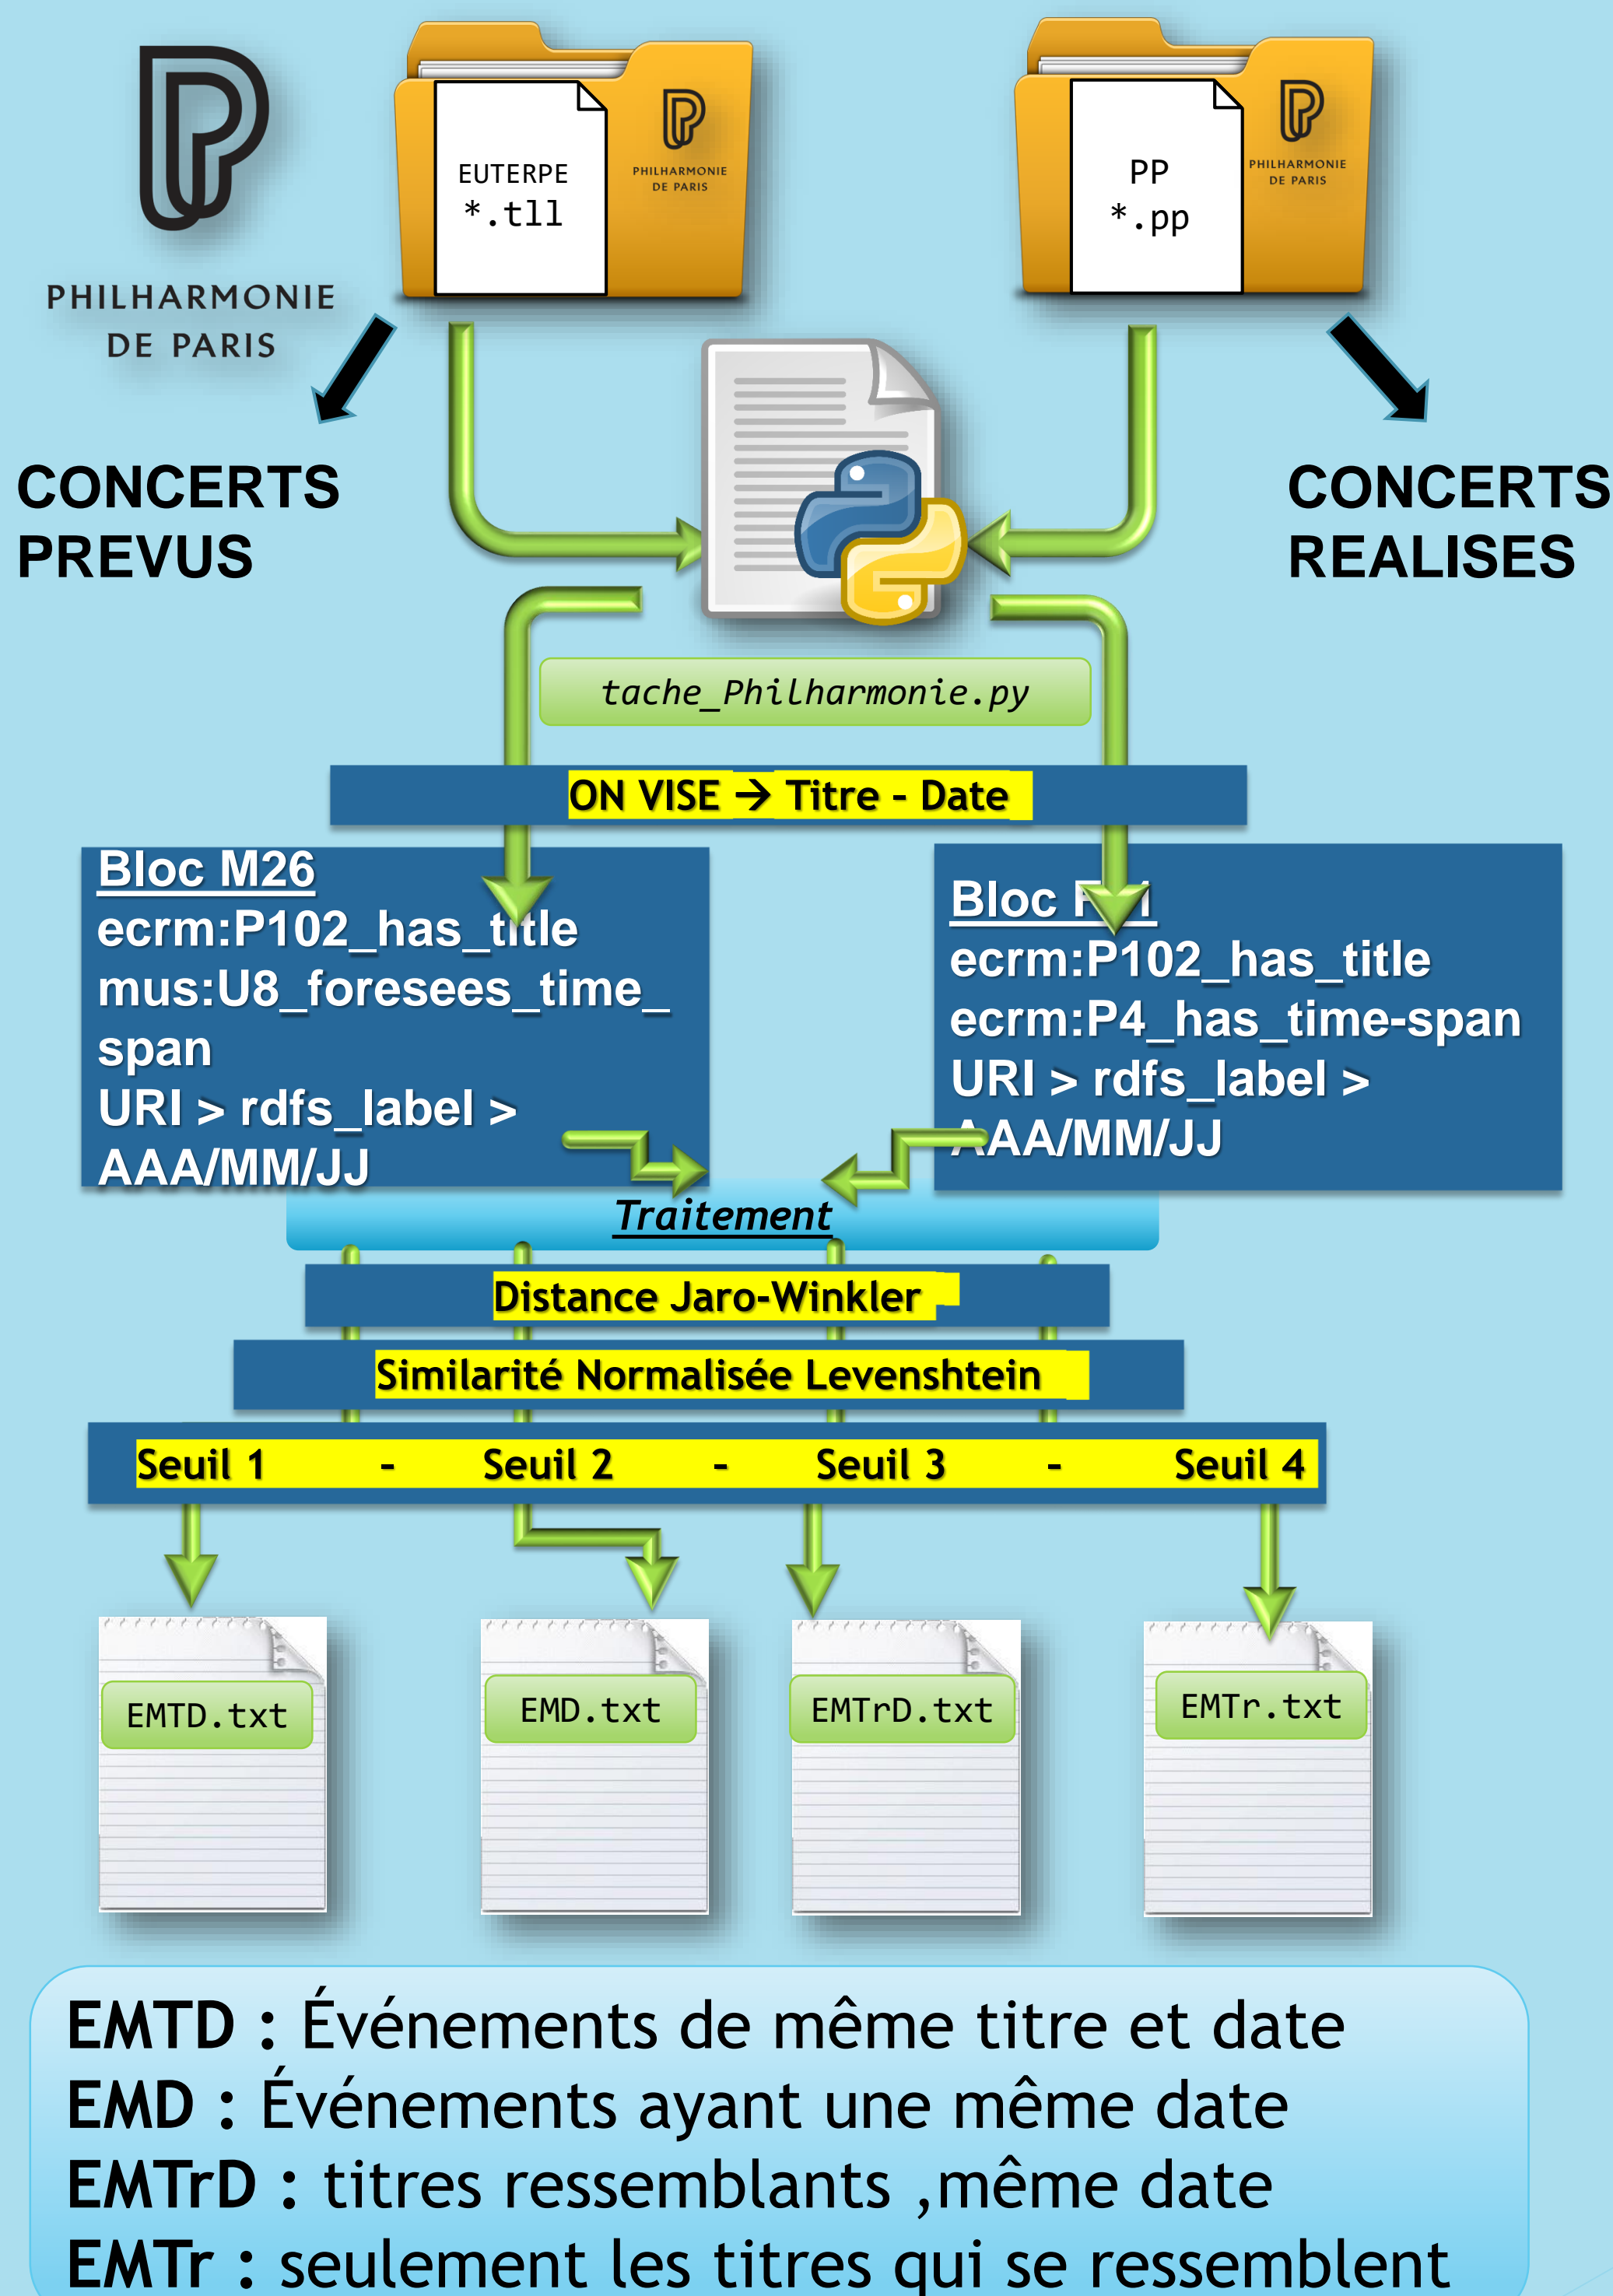 PHILHARMONIE
DE PARIS
EUTERPE
*.tll
PHILHARMONIE
DE PARIS
PP
*.pp
PHILHARMONIE
DE PARIS
CONCERTS
PREVUS
CONCERTS
REALISES
tache_Philharmonie.py
ON VISE → Titre - Date
Bloc M26
ecrm:P102_has_title
mus:U8_foresees_time_
span
URI > rdfs_label >
AAA/MM/JJ
Bloc
ecrm:P102_has_title
ecrm:P4_has_time-span
URI > rdfs_label >
AAA/MM/JJ
Traitement
Distance Jaro-Winkler
Similarité Normalisée Levenshtein
Seuil 1 - Seuil 2 - Seuil 3 - Seuil 4
EMTD.txt
EMD.txt
EMTrD.txt
EMTr.txt
EMTD : Événements de même titre et date
EMD : Événements ayant une même date
EMTrD : titres ressemblants ,même date
EMTr : seulement les titres qui se ressemblent